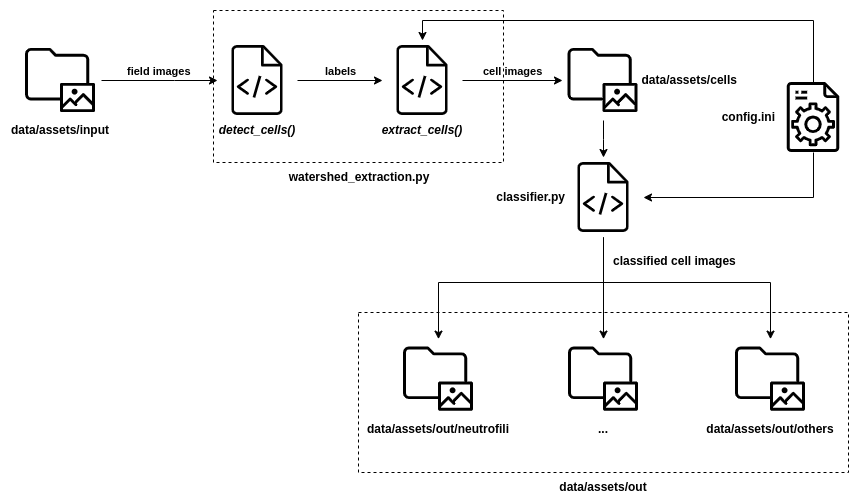 field images
labels
cell images
data/assets/cells
data/assets/input
detect_cells()
extract_cells()
config.ini
watershed_extraction.py
classifier.py
classified cell images
data/assets/out/neutrofili
...
data/assets/out/others
data/assets/out